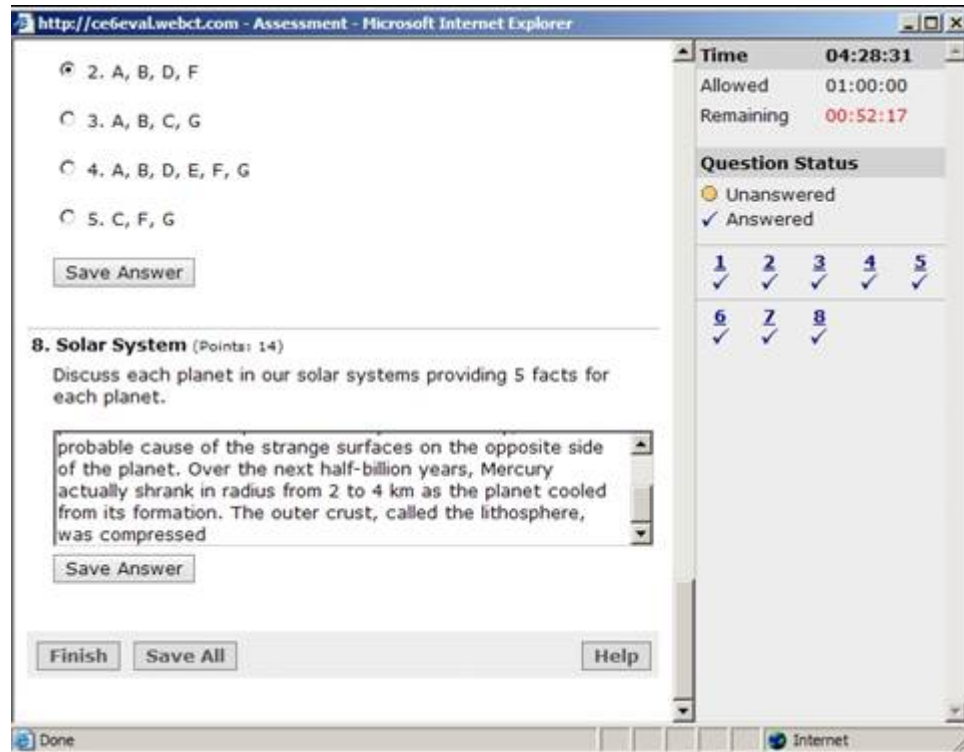 http://ce6eval.webct.com - Assessment - Microsoft Internet Explorer
2. A, B, D, F
3. A, B, C, G
4. A, B, D, E, F, G
5. C, F, G
Save Answer
8. Solar System (Points: 14)
Discuss each planet in our solar systems providing 5 facts for
each planet.
probable cause of the strange surfaces on the opposite side
of the planet. Over the next half-billion years, Mercury
actually shrank in radius from 2 to 4 km as the planet cooled
from its formation. The outer crust, called the lithosphere,
was compressed
Save Answer
Finish Save All Help
Time 04:28:31
Allowed 01:00:00
Remaining 00:52:17
Question Status
Unanswered
Answered
1 2 3 4 5
6 7 8
Done Internet